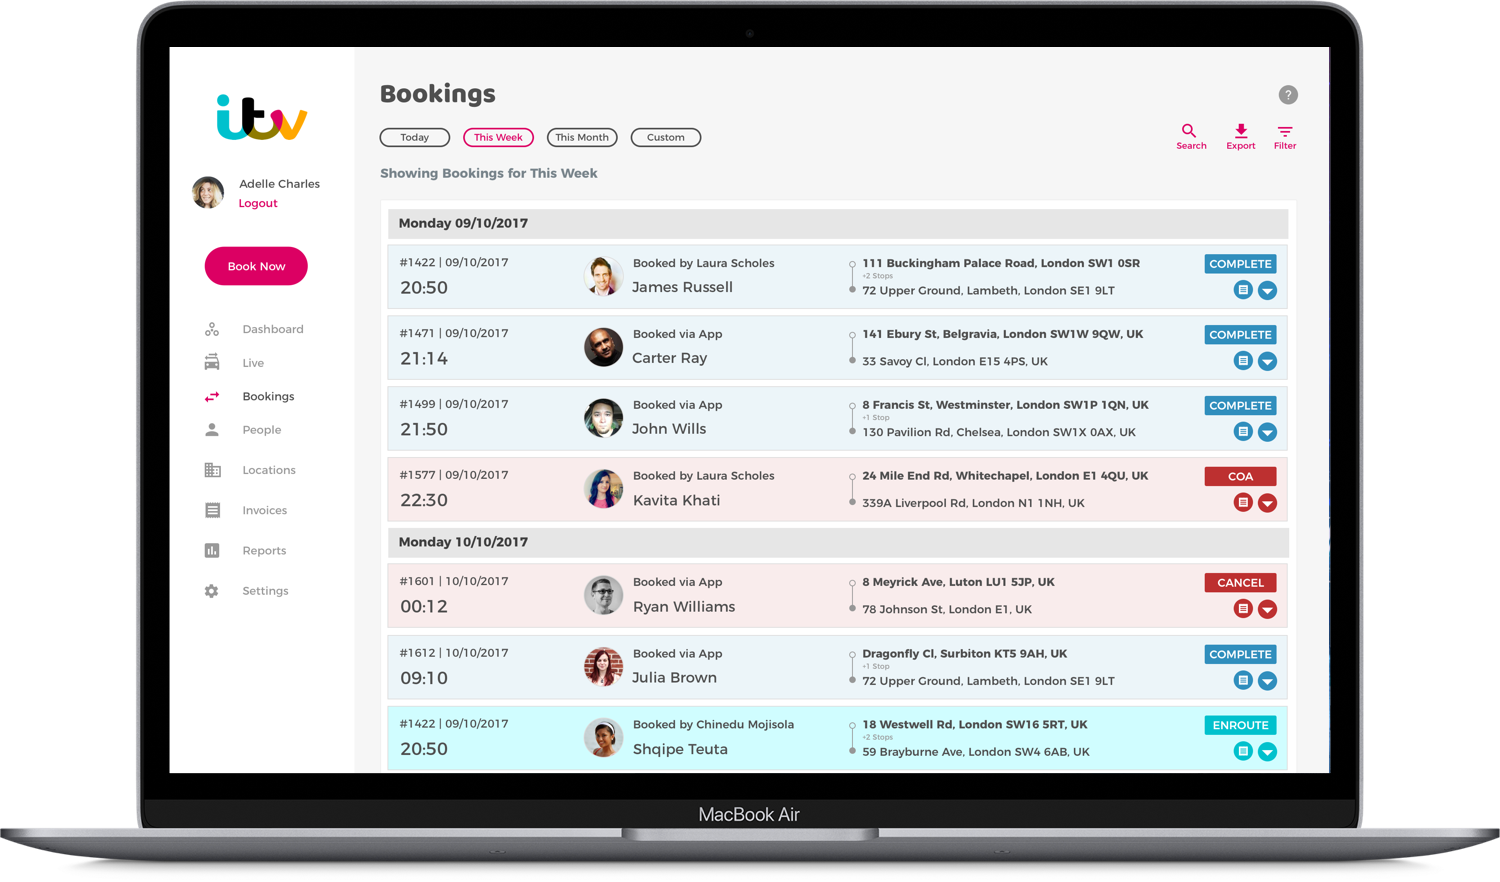 itv
Adelle Charles
Logout
Book Now
Dashboard
Live
Bookings
People
Locations
Invoices
Reports
Settings
Bookings
?
Today
This Week
This Month
Custom
Search
Export
Filter
Showing Bookings for This Week
Monday 09/10/2017
#1422 | 09/10/2017
20:50
Booked by Laura Scholes
James Russell
111 Buckingham Palace Road, London SW1 0SR
+2 Stops
72 Upper Ground, Lambeth, London SE1 9LT
COMPLETE
#1471 | 09/10/2017
21:14
Booked via App
Carter Ray
141 Ebury St, Belgravia, London SW1W 9QW, UK
33 Savoy Cl, London E15 4PS, UK
COMPLETE
#1499 | 09/10/2017
21:50
Booked via App
John Wills
8 Francis St, Westminster, London SW1P 1QN, UK
+1 Stop
130 Pavilion Rd, Chelsea, London SW1X 0AX, UK
COMPLETE
#1577 | 09/10/2017
22:30
Booked by Laura Scholes
Kavita Khati
24 Mile End Rd, Whitechapel, London E1 4QU, UK
339A Liverpool Rd, London N1 1NH, UK
COA
Monday 10/10/2017
#1601 | 10/10/2017
00:12
Booked via App
Ryan Williams
8 Meyrick Ave, Luton LU1 5JP, UK
78 Johnson St, London E1, UK
CANCEL
#1612 | 10/10/2017
09:10
Booked via App
Julia Brown
Dragonfly Cl, Surbiton KT5 9AH, UK
+1 Stop
72 Upper Ground, Lambeth, London SE1 9LT
COMPLETE
#1422 | 09/10/2017
20:50
Booked by Chinedu Mojisola
Shqipe Teuta
18 Westwell Rd, London SW16 5RT, UK
+2 Stops
59 Brayburne Ave, London SW4 6AB, UK
ENROUTE
MacBook Air